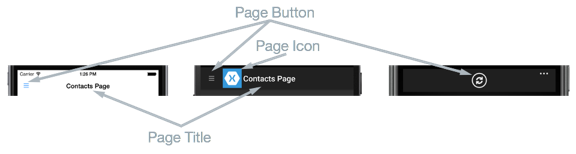 Page Button
Page Icon
Carrier
1:26 PM
Contacts Page
Contacts Page
Page Title